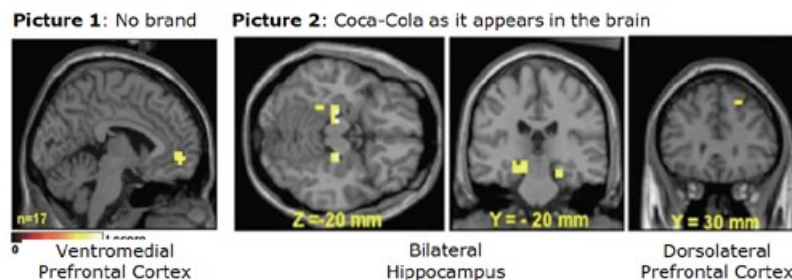 Picture 1: No brand
Picture 2: Coca-Cola as it appears in the brain
n=17
Z =-20 mm
Y = - 20 mm
Y = 30 mm
0
t score
Ventromedial
Prefrontal Cortex
Bilateral
Hippocampus
Dorsolateral
Prefrontal Cortex